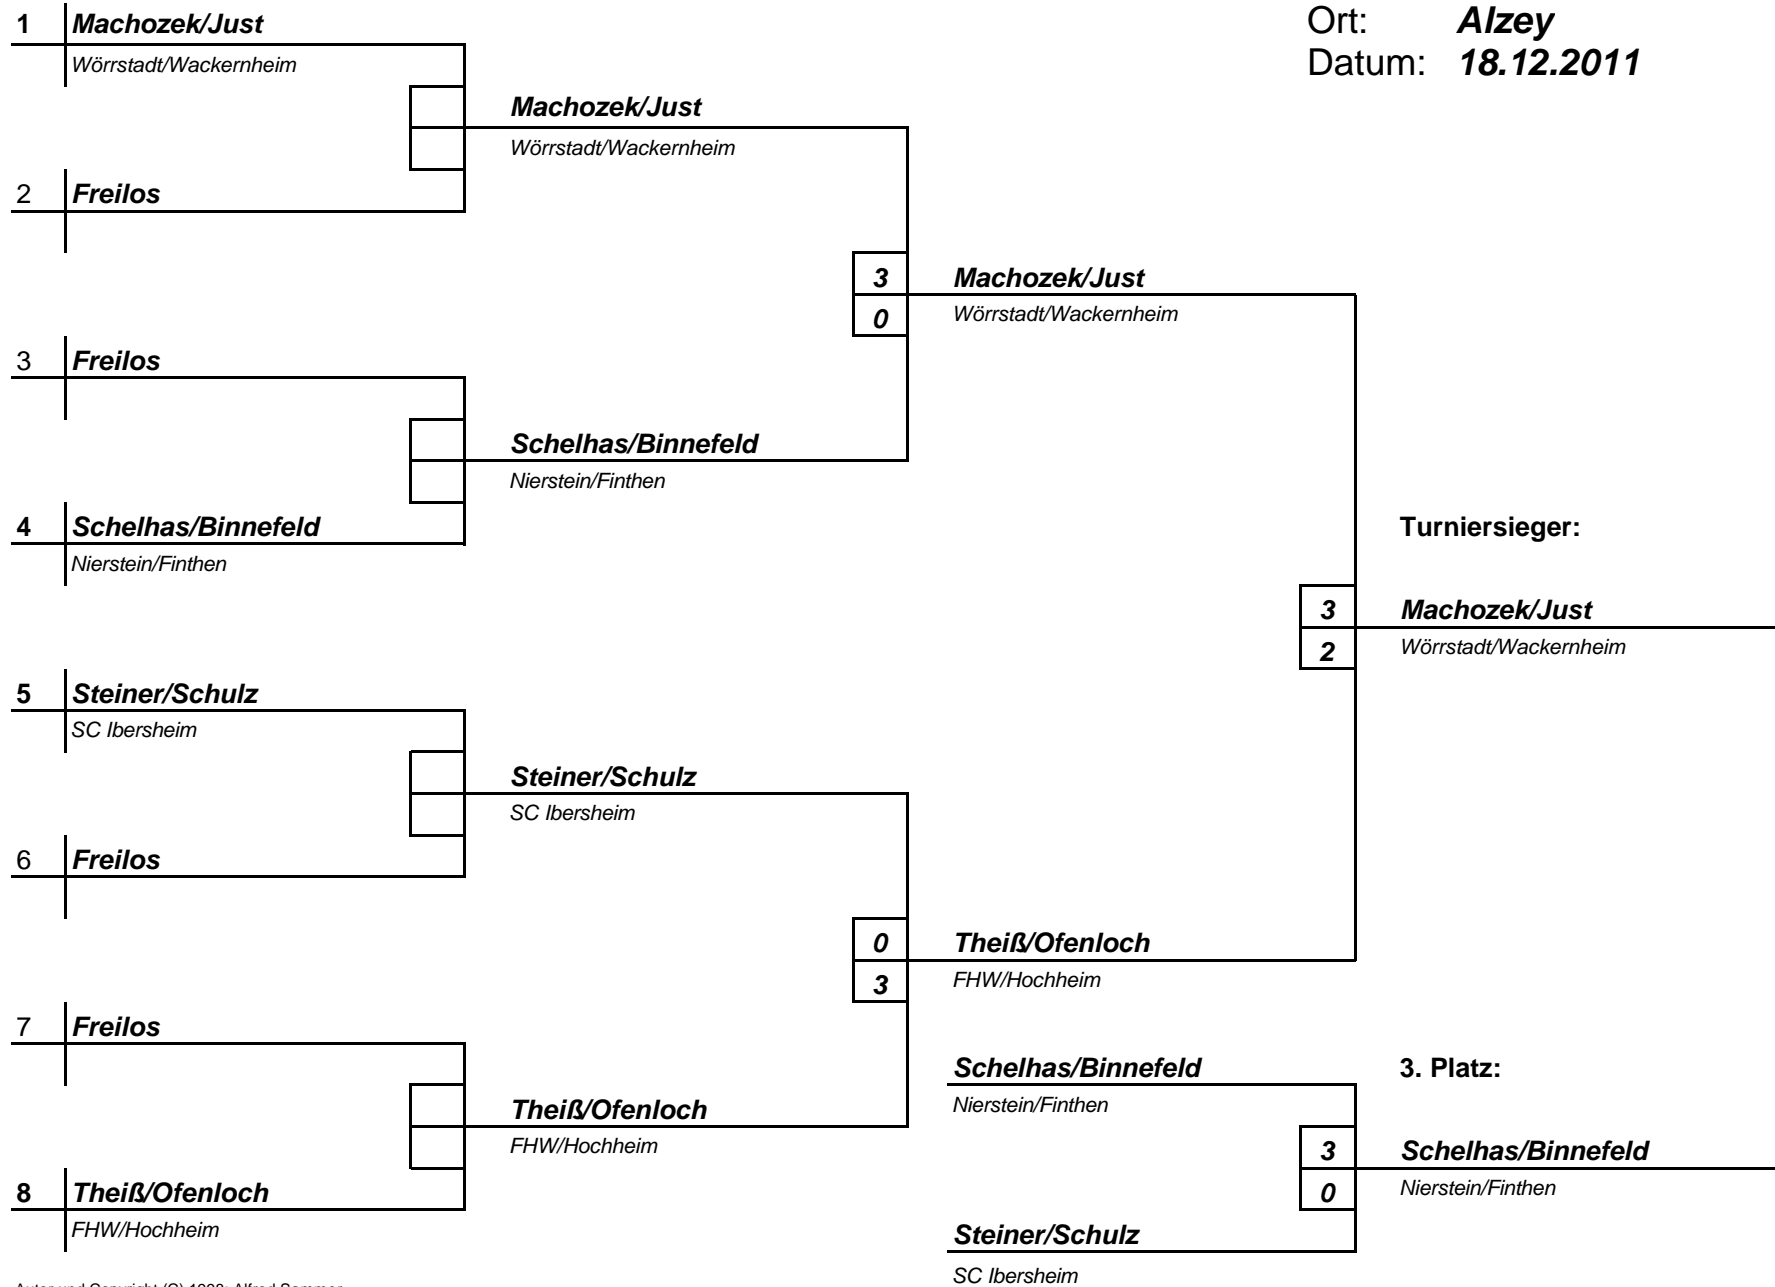 Ort: Alzey
Datum: 18.12.2011
1 Machozek/Just
Wörrstadt/Wackernheim
Machozek/Just
Wörrstadt/Wackernheim
2 Freilos
3
0
Machozek/Just
Wörrstadt/Wackernheim
3 Freilos
Schelhas/Binnefeld
Nierstein/Finthen
4 Schelhas/Binnefeld
Nierstein/Finthen
Turniersieger:
3
2
Machozek/Just
Wörrstadt/Wackernheim
5 Steiner/Schulz
SC Ibersheim
Steiner/Schulz
SC Ibersheim
6 Freilos
0
3
Theiß/Ofenloch
FHW/Hochheim
7 Freilos
Theiß/Ofenloch
FHW/Hochheim
8 Theiß/Ofenloch
FHW/Hochheim
Schelhas/Binnefeld
Nierstein/Finthen
3. Platz:
3
0
Schelhas/Binnefeld
Nierstein/Finthen
Steiner/Schulz
SC Ibersheim